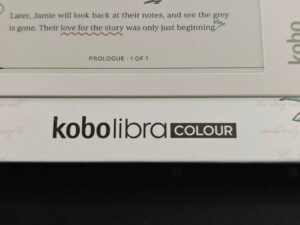 Later, Jamie will look back at their notes, and see the grey
is gone. Their love for the story was only just beginning.
PROLOGUE · 1 OF 1
kobo
kobo libra COLOUR